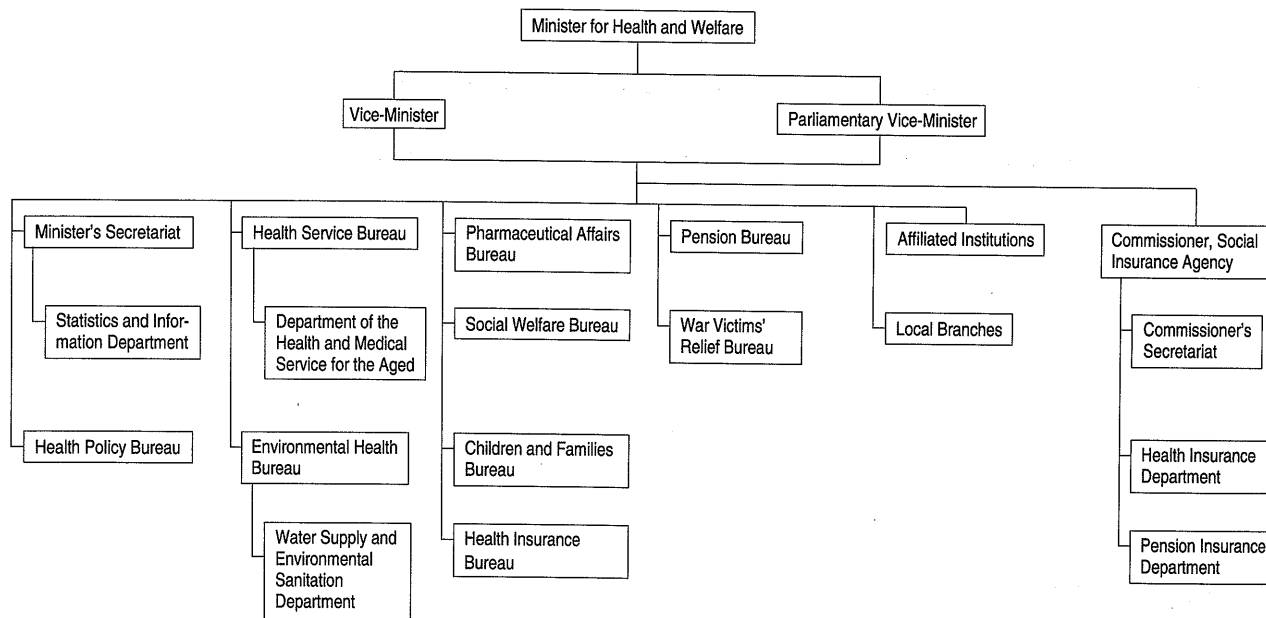 Minister for Health and Welfare
Vice-Minister
Parliamentary Vice-Minister
Minister's Secretariat
Statistics and Infor-
mation Department
Health Policy Bureau
Health Service Bureau
Department of the
Health and Medical
Service for the Aged
Environmental Health
Bureau
Water Supply and
Environmental
Sanitation
Department
Pharmaceutical Affairs
Bureau
Social Welfare Bureau
Children and Families
Bureau
Health Insurance
Bureau
Pension Bureau
War Victims'
Relief Bureau
Affiliated Institutions
Local Branches
Commissioner, Social
Insurance Agency
Commissioner's
Secretariat
Health Insurance
Department
Pension Insurance
Department